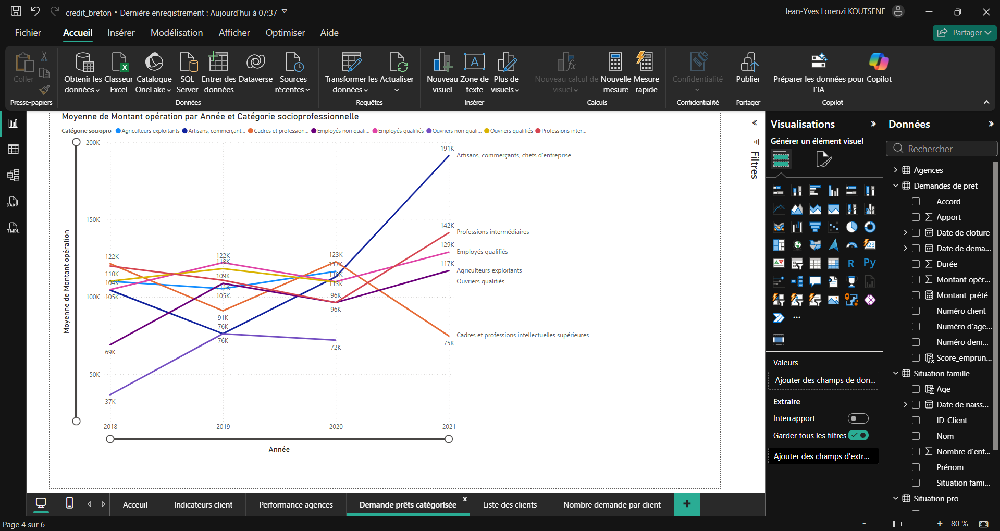 credit_breton • Dernière enregistrement : Aujourd'hui à 07:37
Jean-Yves Lorenzi KOUTSENE
Fichier
Accueil
Insérer
Modélisation
Afficher
Optimiser
Aide
Partager
Coller
Presse-papiers
Obtenir les données
Classeur Excel
Catalogue OneLake
SQL Server
Entrer des données
Dataverse
Sources récentes
Données
Transformer les données
Actualiser
Requêtes
Nouveau visuel
Zone de texte
Plus de visuels
Insérer
Nouveau calcul de visuel
Nouvelle mesure
Mesure rapide
Calculs
Confidentialité
Confidentialité
Publier
Partager
Préparer les données pour l'IA
Copilot
Copilot
DAX
TMDL
Moyenne de Montant opération par Année et Catégorie socioprofessionnelle
Catégorie sociopro
Agriculteurs exploitants
Artisans, commerçant...
Cadres et profession...
Employés non quali...
Employés qualifiés
Ouvriers non quali...
Ouvriers qualifiés
Professions inter...
Moyenne de Montant opération
200K
150K
100K
50K
122K
110K
104K
105K
69K
37K
122K
118K
109K
111K
105K
91K
76K
76K
123K
117K
110K
113K
96K
96K
72K
191K
142K
129K
117K
75K
Artisans, commerçants, chefs d'entreprise
Professions intermédiaires
Employés qualifiés
Agriculteurs exploitants
Ouvriers qualifiés
Cadres et professions intellectuelles supérieures
2018
2019
2020
2021
Année
Filtres
Visualisations
Générer un élément visuel
123
R
Py
Valeurs
Ajouter des champs de don...
Extraire
Interrapport
Garder tous les filtres
Ajouter des champs d'extr...
Données
Rechercher
Agences
Demandes de pret
Accord
Apport
Date de cloture
Date de dema...
Durée
Montant opér...
Montant_prété
Numéro client
Numéro d'age...
Numéro dem...
Score_emprun...
Situation famille
Age
Date de naiss...
ID_Client
Nom
Nombre d'enf...
Prénom
Situation fami...
Situation pro
Acceuil
Indicateurs client
Performance agences
Demande prêts catégorisée
x
Liste des clients
Nombre demande par client
+
Page 4 sur 6
- + 80 %